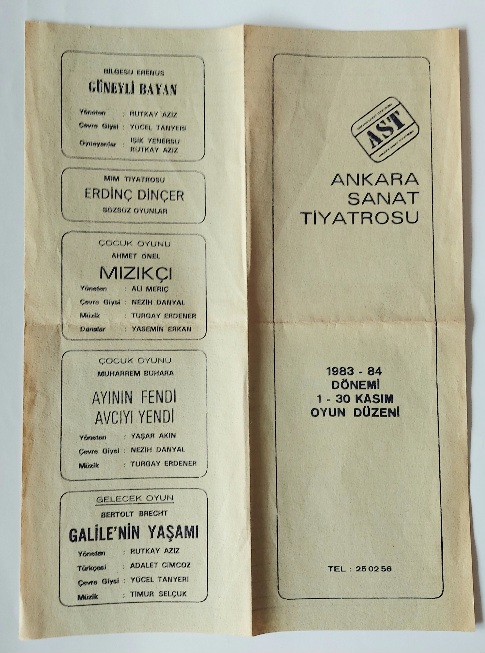 BILGESU ERENUS
GÜNEYLİ BAYAN
Yöneten : RUTKAY AZİZ
Çevre Giysi : YÜCEL TANYERİ
Oynayanlar : IŞIK YENERSU
RUTKAY AZİZ
MİM TİYATROSU
ERDİNÇ DİNÇER
SÖZSÜZ OYUNLAR
ÇOCUK OYUNU
AHMET ÖNEL
MIZIKÇI
Yöneten : ALİ MERİÇ
Çevre Giysi : NEZİH DANYAL
Müzik : TURGAY ERDENER
Danslar : YASEMİN ERKAN
ÇOCUK OYUNU
MUHARREM BUHARA
AYININ FENDİ
AVCIYI YENDİ
Yöneten : YAŞAR AKIN
Çevre Giysi : NEZİH DANYAL
Müzik : TURGAY ERDENER
GELECEK OYUN
BERTOLT BRECHT
GALİLE'NİN YAŞAMI
Yöneten : RUTKAY AZİZ
Türkçesi : ADALET CİMCOZ
Çevre Giysi : YÜCEL TANYERİ
Müzik : TİMUR SELÇUK
AST
ANKARA
SANAT
TİYATROSU
1983 - 84
DÖNEMİ
1 - 30 KASIM
OYUN DÜZENİ
TEL : 25 02 56